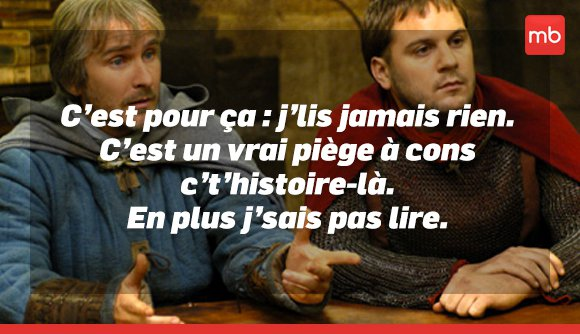 mb
C’est pour ça : j’lis jamais rien.
C’est un vrai piège à cons
c’t’histoire-là.
En plus j’sais pas lire.